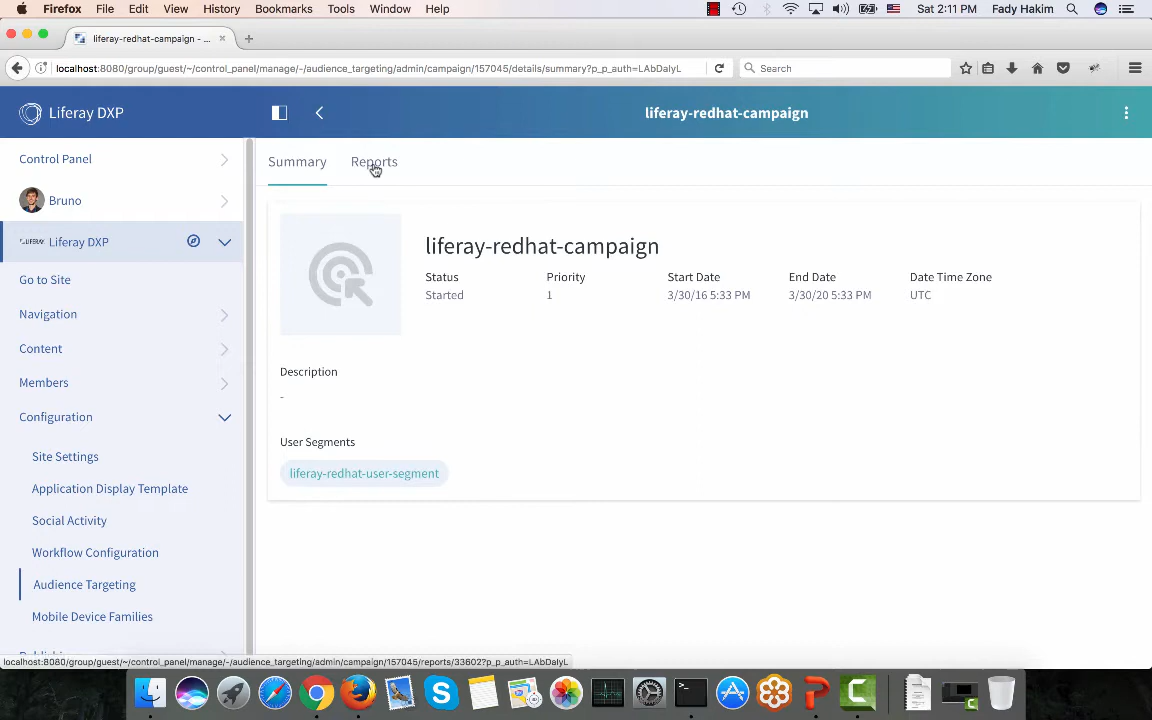 Firefox File Edit View History Bookmarks Tools Window Help Sat 2:11 PM Fady Hakim
liferay-redhat-campaign - ...
localhost:8080/group/guest/~/control_panel/manage/-/audience_targeting/admin/campaign/157045/details/summary?p_p_auth=LAbDalyL
Search
Liferay DXP
liferay-redhat-campaign
Control Panel
Bruno
LIFERAY Liferay DXP
Go to Site
Navigation
Content
Members
Configuration
Site Settings
Application Display Template
Social Activity
Workflow Configuration
Audience Targeting
Mobile Device Families
Summary Reports
liferay-redhat-campaign
Status Priority Start Date End Date Date Time Zone
Started 1 3/30/16 5:33 PM 3/30/20 5:33 PM UTC
Description
-
User Segments
liferay-redhat-user-segment
localhost:8080/group/guest/~/control_panel/manage/-/audience_targeting/admin/campaign/157045/reports/33602?p_p_auth=LAbDalyL